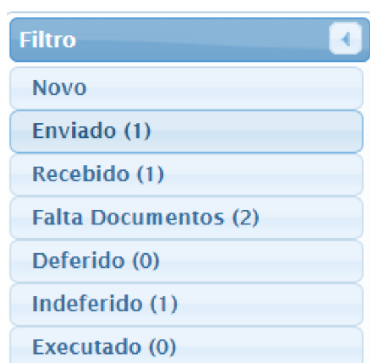 Filtro
Novo
Enviado (1)
Recebido (1)
Falta Documentos (2)
Deferido (0)
Indeferido (1)
Executado (0)